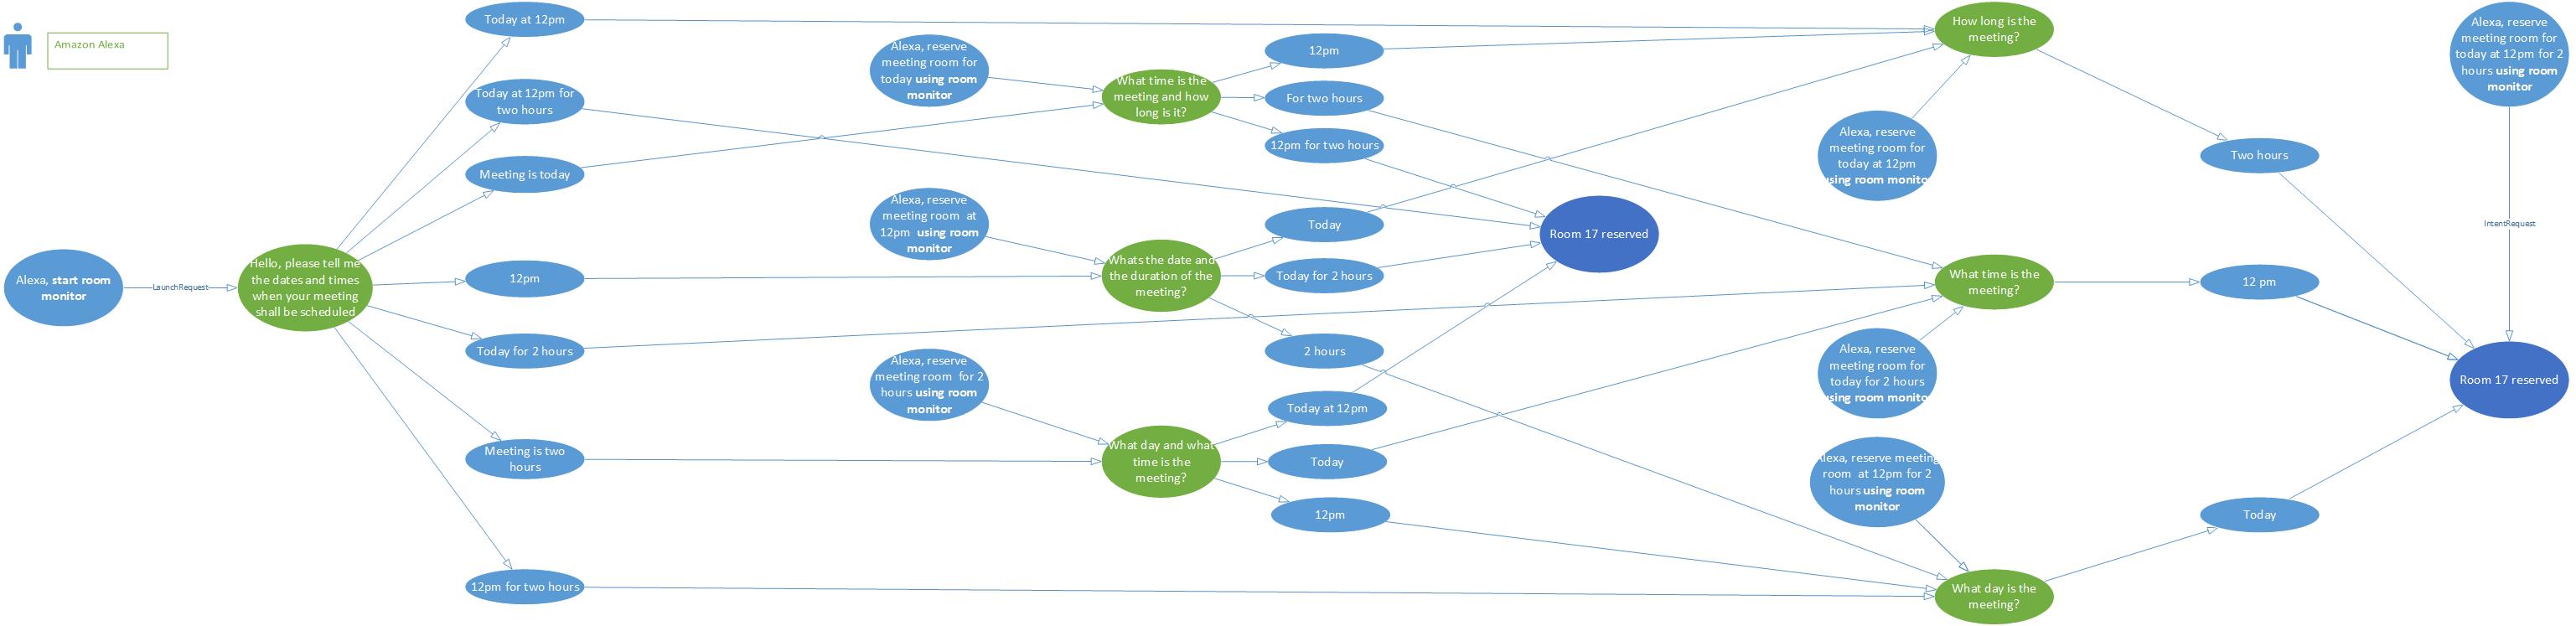 Amazon Alexa
Alexa, start room
monitor
LaunchRequest
Hello, please tell me
the dates and times
when your meeting
shall be scheduled
Today at 12pm
Today at 12pm for
two hours
Meeting is today
12pm
Today for 2 hours
Meeting is two
hours
12pm for two hours
Alexa, reserve
meeting room for
today using room
monitor
Alexa, reserve
meeting room at
12pm using room
monitor
Alexa, reserve
meeting room for 2
hours using room
monitor
What time is the
meeting and how
long is it?
Whats the date and
the duration of the
meeting?
What day and what
time is the
meeting?
12pm
For two hours
12pm for two hours
Today
Today for 2 hours
2 hours
Today at 12pm
Today
12pm
Room 17 reserved
How long is the
meeting?
Alexa, reserve
meeting room for
today at 12pm
using room monitor
What time is the
meeting?
Alexa, reserve
meeting room for
today for 2 hours
using room monitor
Alexa, reserve meeting
room at 12pm for 2
hours using room
monitor
What day is the
meeting?
Two hours
12 pm
Today
Alexa, reserve
meeting room for
today at 12pm for 2
hours using room
monitor
IntentRequest
Room 17 reserved